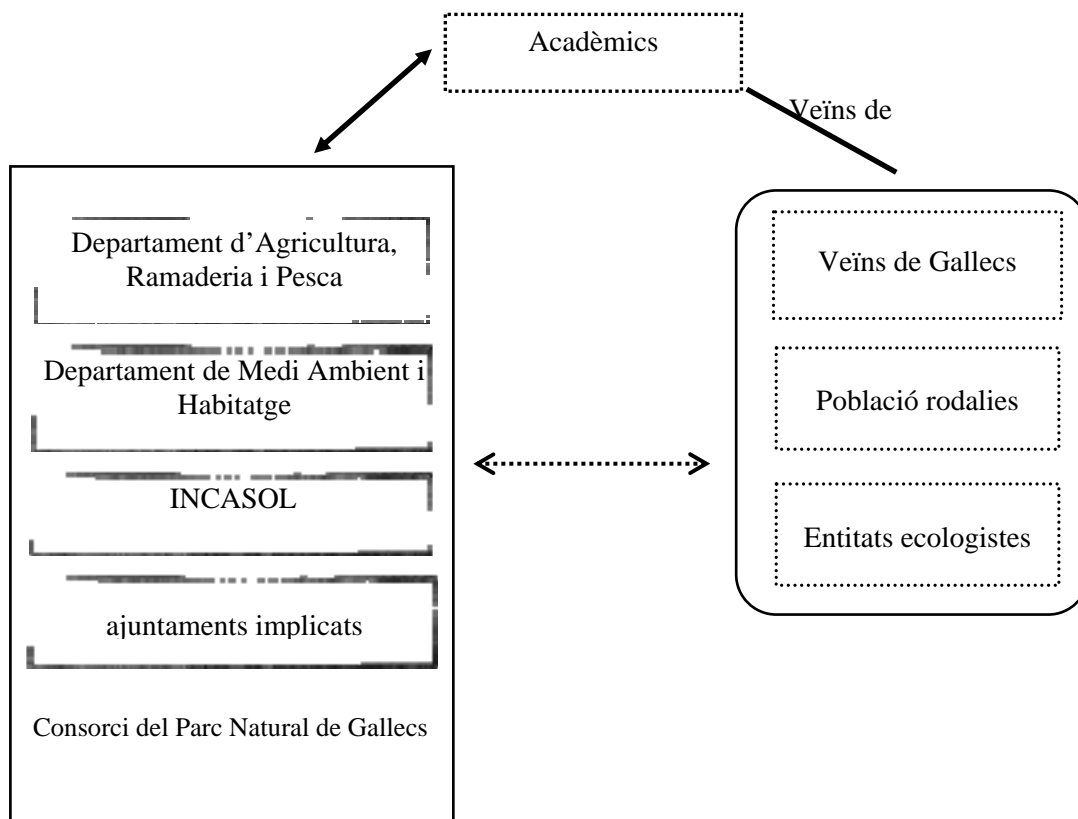 Acadèmics
Veïns de
Departament d’Agricultura,
Ramaderia i Pesca
Departament de Medi Ambient i
Habitatge
INCASOL
ajuntaments implicats
Consorci del Parc Natural de Gallecs
Veïns de Gallecs
Població rodalies
Entitats ecologistes